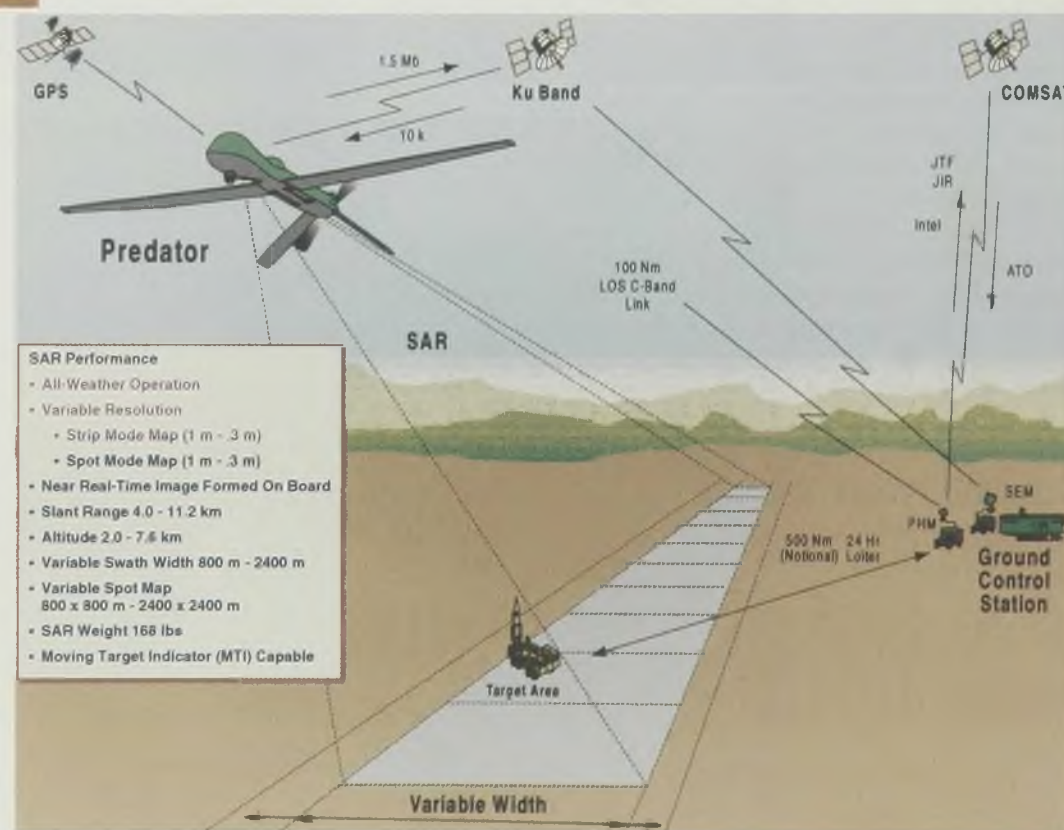 GPS
1.5 Mb
10 k
Ku Band
COMSAT
Predator
JTF
JIR
Intel
ATO
100 Nm
LOS C-Band
Link
SAR
SAR Performance
• All-Weather Operation
• Variable Resolution
• Strip Mode Map (1 m - .3 m)
• Spot Mode Map (1 m - .3 m)
• Near Real-Time Image Formed On Board
• Slant Range 4.0 - 11.2 km
• Altitude 2.0 - 7.6 km
• Variable Swath Width 800 m - 2400 m
• Variable Spot Map
800 x 800 m - 2400 x 2400 m
• SAR Weight 168 lbs
• Moving Target Indicator (MTI) Capable
SEM
PHM
500 Nm 24 Hr
(Notional) Loiter
Ground
Control
Station
Target Area
Variable Width